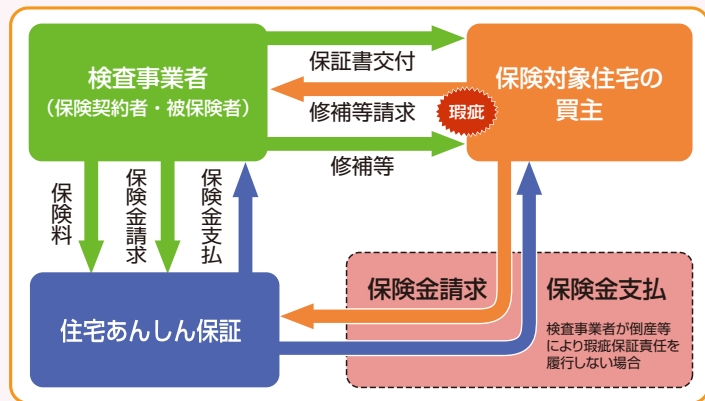 検査事業者
（保険契約者・被保険者）
保証書交付
修補等請求
瑕疵
修補等
保険対象住宅の
買主
保険料
保険金請求
保険金支払
住宅あんしん保証
保険金請求
保険金支払
検査事業者が倒産等
により瑕疵保証責任を
履行しない場合